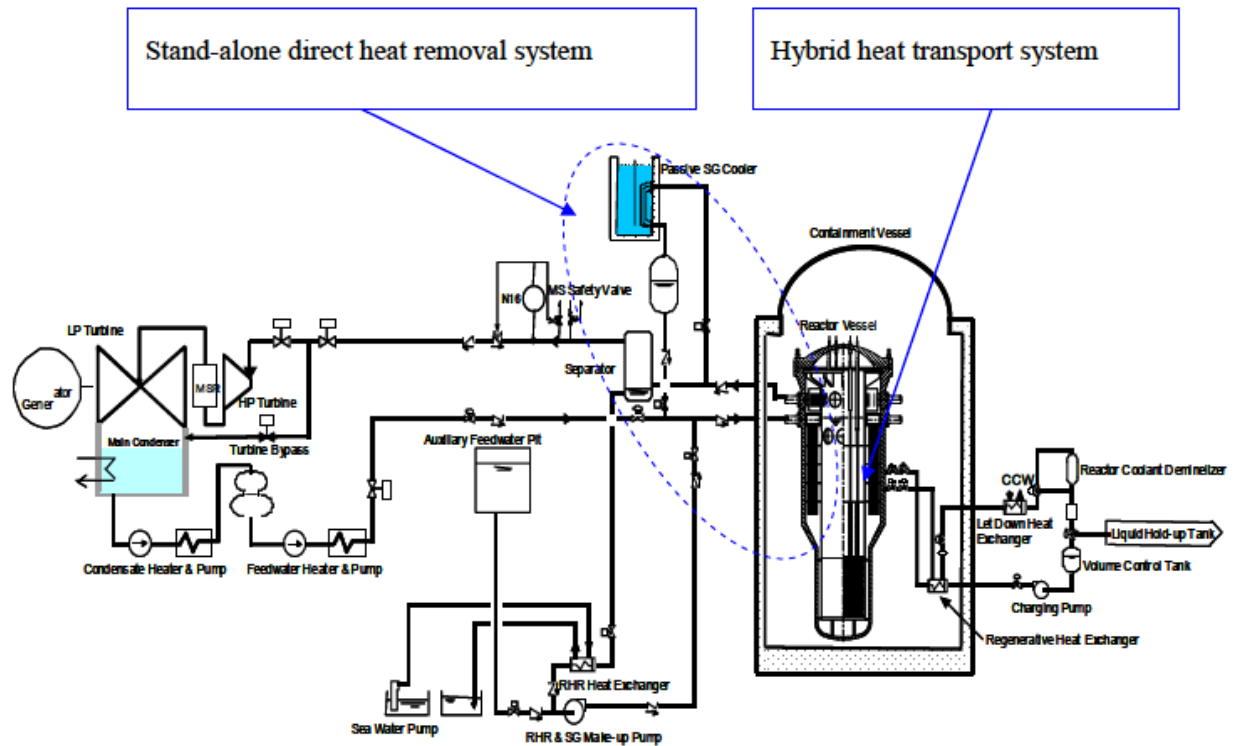 Stand-alone direct heat removal system
Hybrid heat transport system
Passive SG Cooler
Containment Vessel
N16
MS Safety Valve
LP Turbine
Reactor Vessel
Separator
MSR
Gener ator
HP Turbine
Main Condenser
Turbine Bypass
Auxiliary Feedwater Pit
Reactor Coolant Deminelizer
CCW
Let Down Heat
Exchanger
Liquid Hold-up Tank
Condensate Heater & Pump
Feedwater Heater & Pump
Volume Control Tank
Charging Pump
Regenerative Heat Exchanger
RHR Heat Exchanger
Sea Water Pump
RHR & SG Make-up Pump